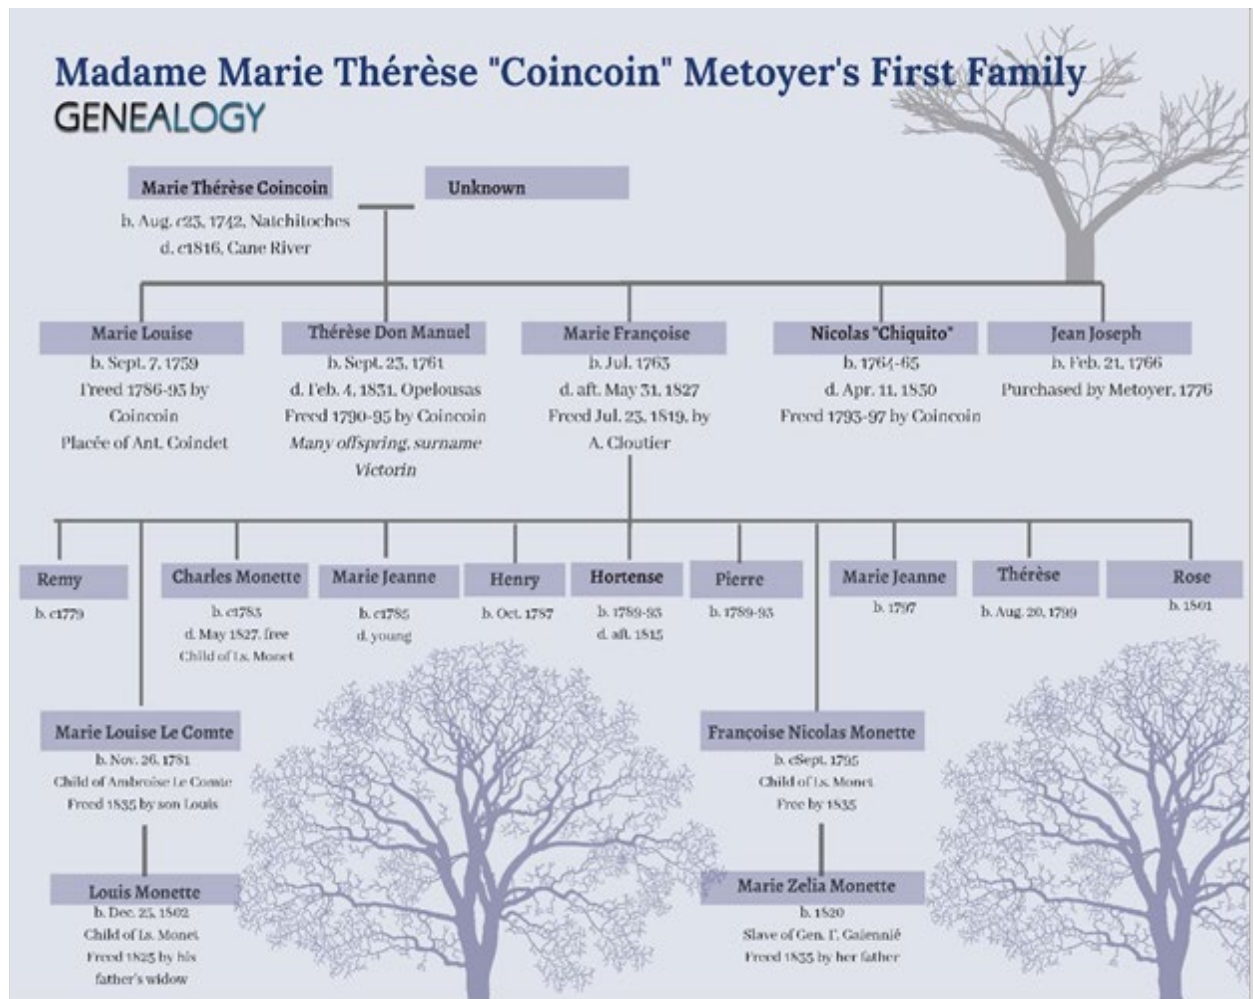 Madame Marie Thérèse "Coincoin" Metoyer's First Family
GENEALOGY
Marie Thérèse Coincoin
b. Aug. c23, 1742, Natchitoches
d. c1816, Cane River
Unknown
Marie Louise
b. Sept. 7, 1759
Freed 1786-93 by
Coincoin
Placée of Ant. Coindet
Thérèse Don Manuel
b. Sept. 23, 1761
d. Feb. 4, 1831, Opelousas
Freed 1790-95 by Coincoin
Many offspring, surname
Victorin
Marie Françoise
b. Jul. 1763
d. aft. May 31, 1827
Freed Jul. 23, 1819, by
A. Cloutier
Nicolas "Chiquito"
b. 1764-65
d. Apr. 11, 1850
Freed 1793-97 by Coincoin
Jean Joseph
b. Feb. 21, 1766
Purchased by Metoyer, 1776
Remy
b. c1779
Charles Monette
b. c1783
d. May 1827, free
Child of Ls. Monet
Marie Jeanne
b. c1785
d. young
Henry
b. Oct. 1787
Hortense
b. 1789-93
d. aft. 1815
Pierre
b. 1789-93
Marie Jeanne
b. 1797
Thérèse
b. Aug. 20, 1799
Rose
b. 1801
Marie Louise Le Comte
b. Nov. 26, 1781
Child of Ambroise Le Comte
Freed 1835 by son Louis
Françoise Nicolas Monette
b. cSept. 1795
Child of Ls. Monet
Free by 1835
Louis Monette
b. Dec. 25, 1802
Child of Ls. Monet
Freed 1825 by his
father's widow
Marie Zelia Monette
b. 1820
Slave of Gen. F. Gaiennié
Freed 1835 by her father